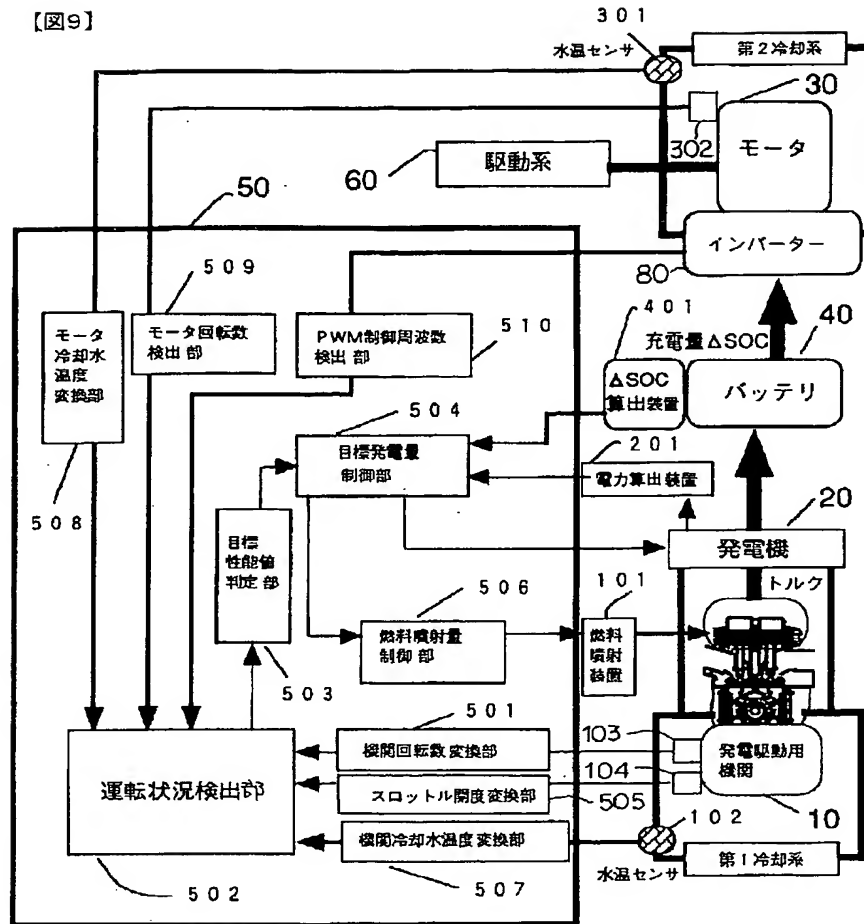 【図9】
301
水温センサ
第2冷却系
30
302
モータ
60
駆動系
50
インバーター
80
509
モータ
冷却水
温度
変換部
モータ回転数
検出部
PWM制御周波数
検出部
510
401
充電量ΔSOC
40
ΔSOC
算出装置
バッテリ
504
目標発電量
制御部
201
電力算出装置
508
20
発電機
目標
性能値
判定部
トルク
506
101
燃料噴射量
制御部
燃料
噴射
装置
503
501
103
機関回転数変換部
発電駆動用
機関
運転状況検出部
104
スロットル開度変換部
505
10
102
機関冷却水温度変換部
第1冷却系
水温センサ
502
507